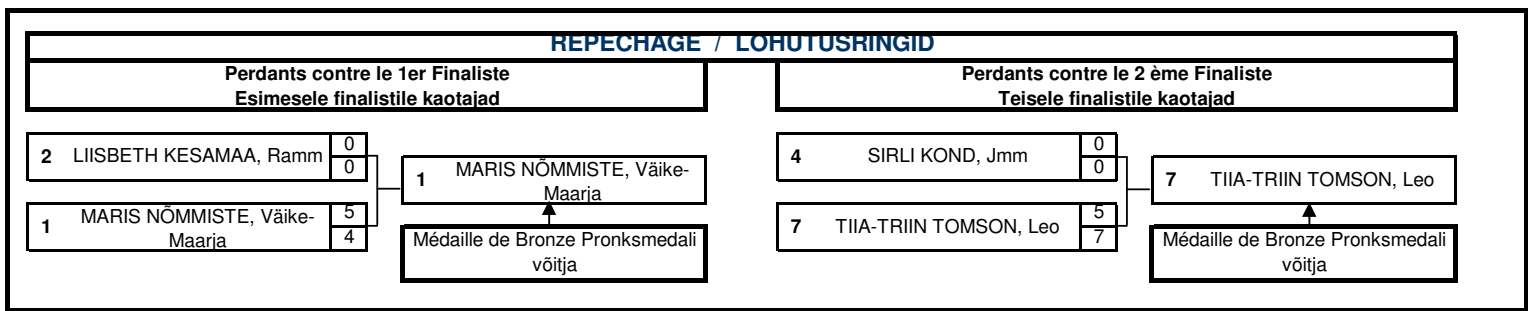 REPECHAGE / LOHUTUSRINGID
Perdants contre le 1er Finaliste
Esimesele finalistile kaotajad
Perdants contre le 2 ème Finaliste
Teisele finalistile kaotajad
2 LIISBETH KESAMAA, Ramm 0
0
1 MARIS NÕMMISTE, Väike-
Maarja 5
4
1 MARIS NÕMMISTE, Väike-
Maarja
Médaille de Bronze Pronksmedali
võitja
4 SIRLI KOND, Jmm 0
0
7 TIIA-TRIIN TOMSON, Leo 5
7
7 TIIA-TRIIN TOMSON, Leo
Médaille de Bronze Pronksmedali
võitja